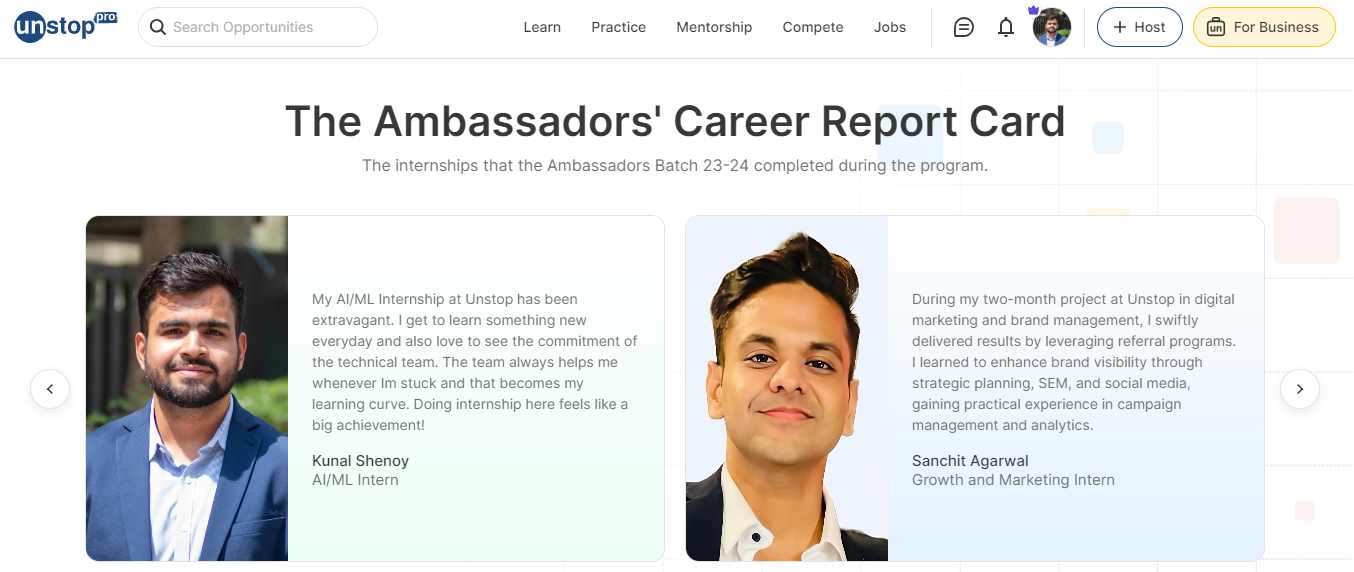 unstop pro
Search Opportunities
Learn
Practice
Mentorship
Compete
Jobs
+ Host
un
For Business
The Ambassadors' Career Report Card
The internships that the Ambassadors Batch 23-24 completed during the program.
My AI/ML Internship at Unstop has been
extravagant. I get to learn something new
everyday and also love to see the commitment of
the technical team. The team always helps me
whenever Im stuck and that becomes my
learning curve. Doing internship here feels like a
big achievement!
Kunal Shenoy
AI/ML Intern
During my two-month project at Unstop in digital
marketing and brand management, I swiftly
delivered results by leveraging referral programs.
I learned to enhance brand visibility through
strategic planning, SEM, and social media,
gaining practical experience in campaign
management and analytics.
Sanchit Agarwal
Growth and Marketing Intern